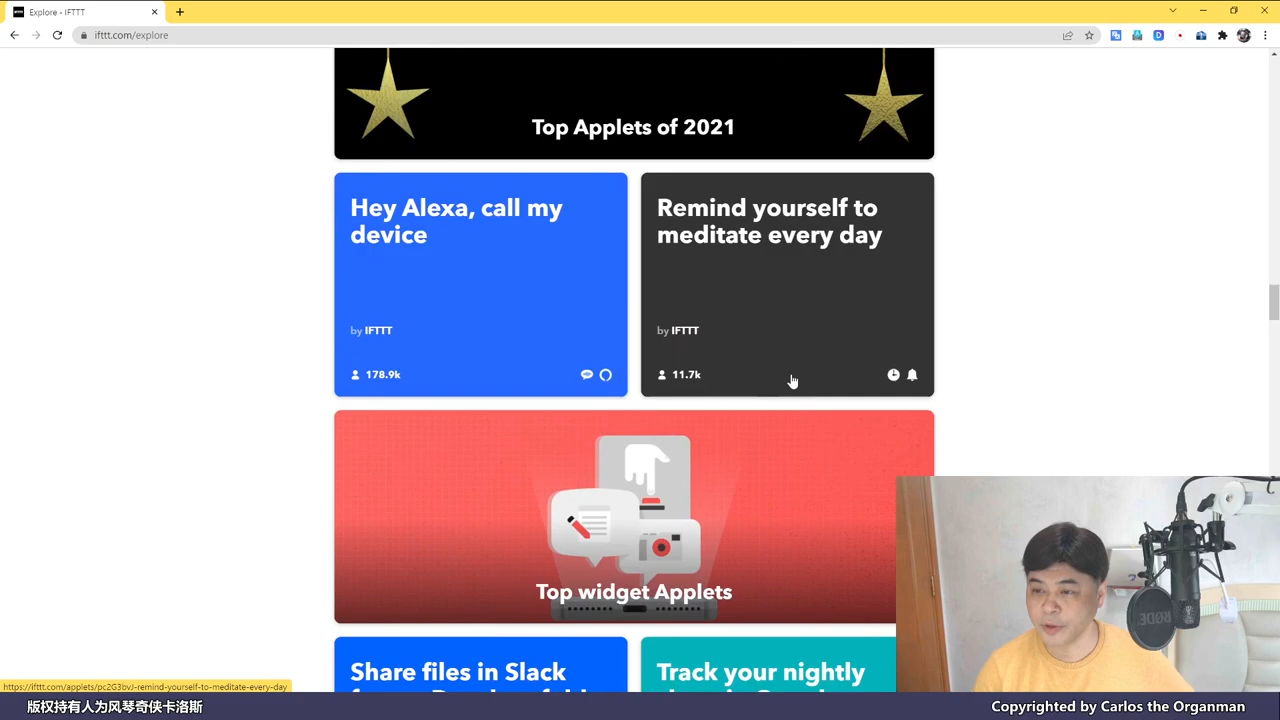 Explore - IFTTT
ifttt.com/explore
Top Applets of 2021
Hey Alexa, call my
device
by IFTTT
178.9k
Remind yourself to
meditate every day
by IFTTT
11.7k
Top widget Applets
Share files in Slack
Track your nightly
https://ifttt.com/applets/pc2G3bvJ-remind-yourself-to-meditate-every-day
RØDE
版权持有人为风琴奇侠卡洛斯
Copyrighted by Carlos the Organman